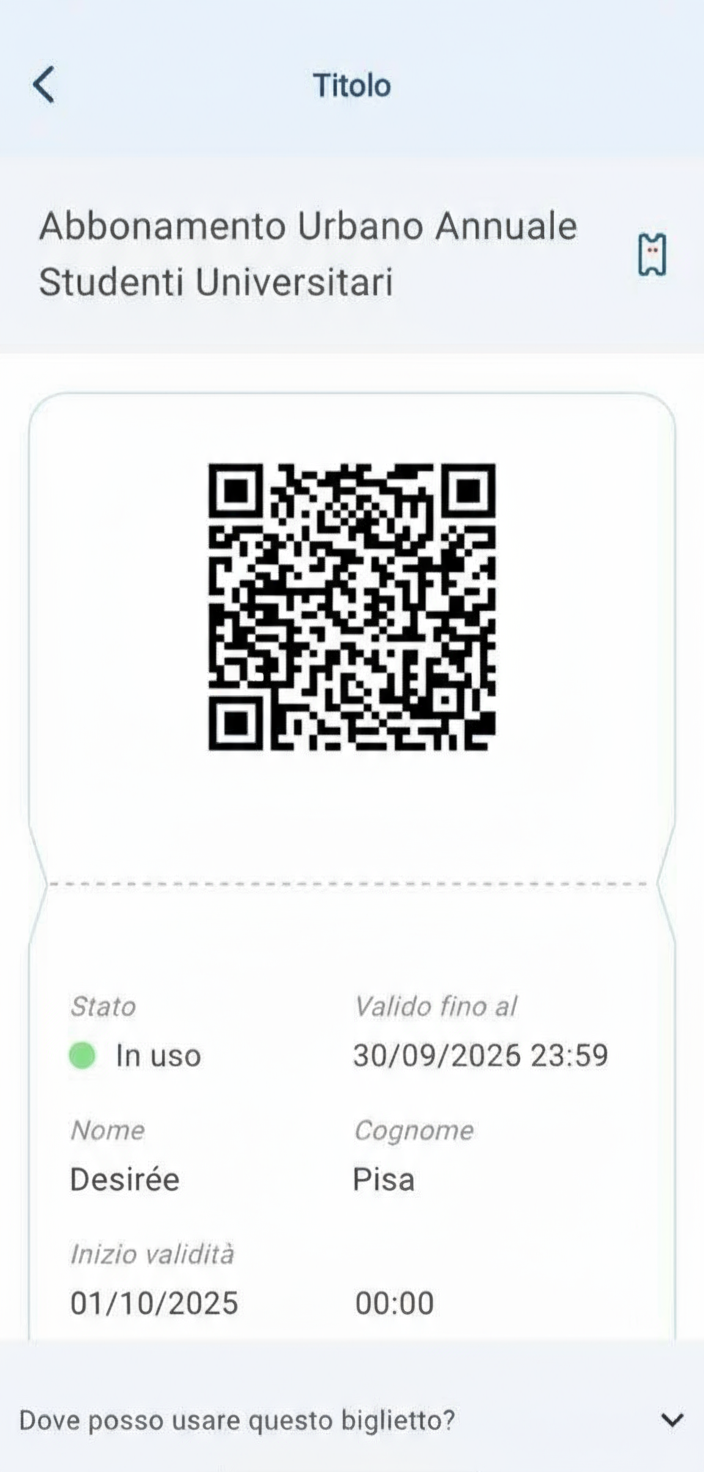 Titolo
Abbonamento Urbano Annuale
Studenti Universitari
Stato Valido fino al
In uso 30/09/2026 23:59
Nome Cognome
Desirée Pisa
Inizio validità
01/10/2025 00:00
Dove posso usare questo biglietto?